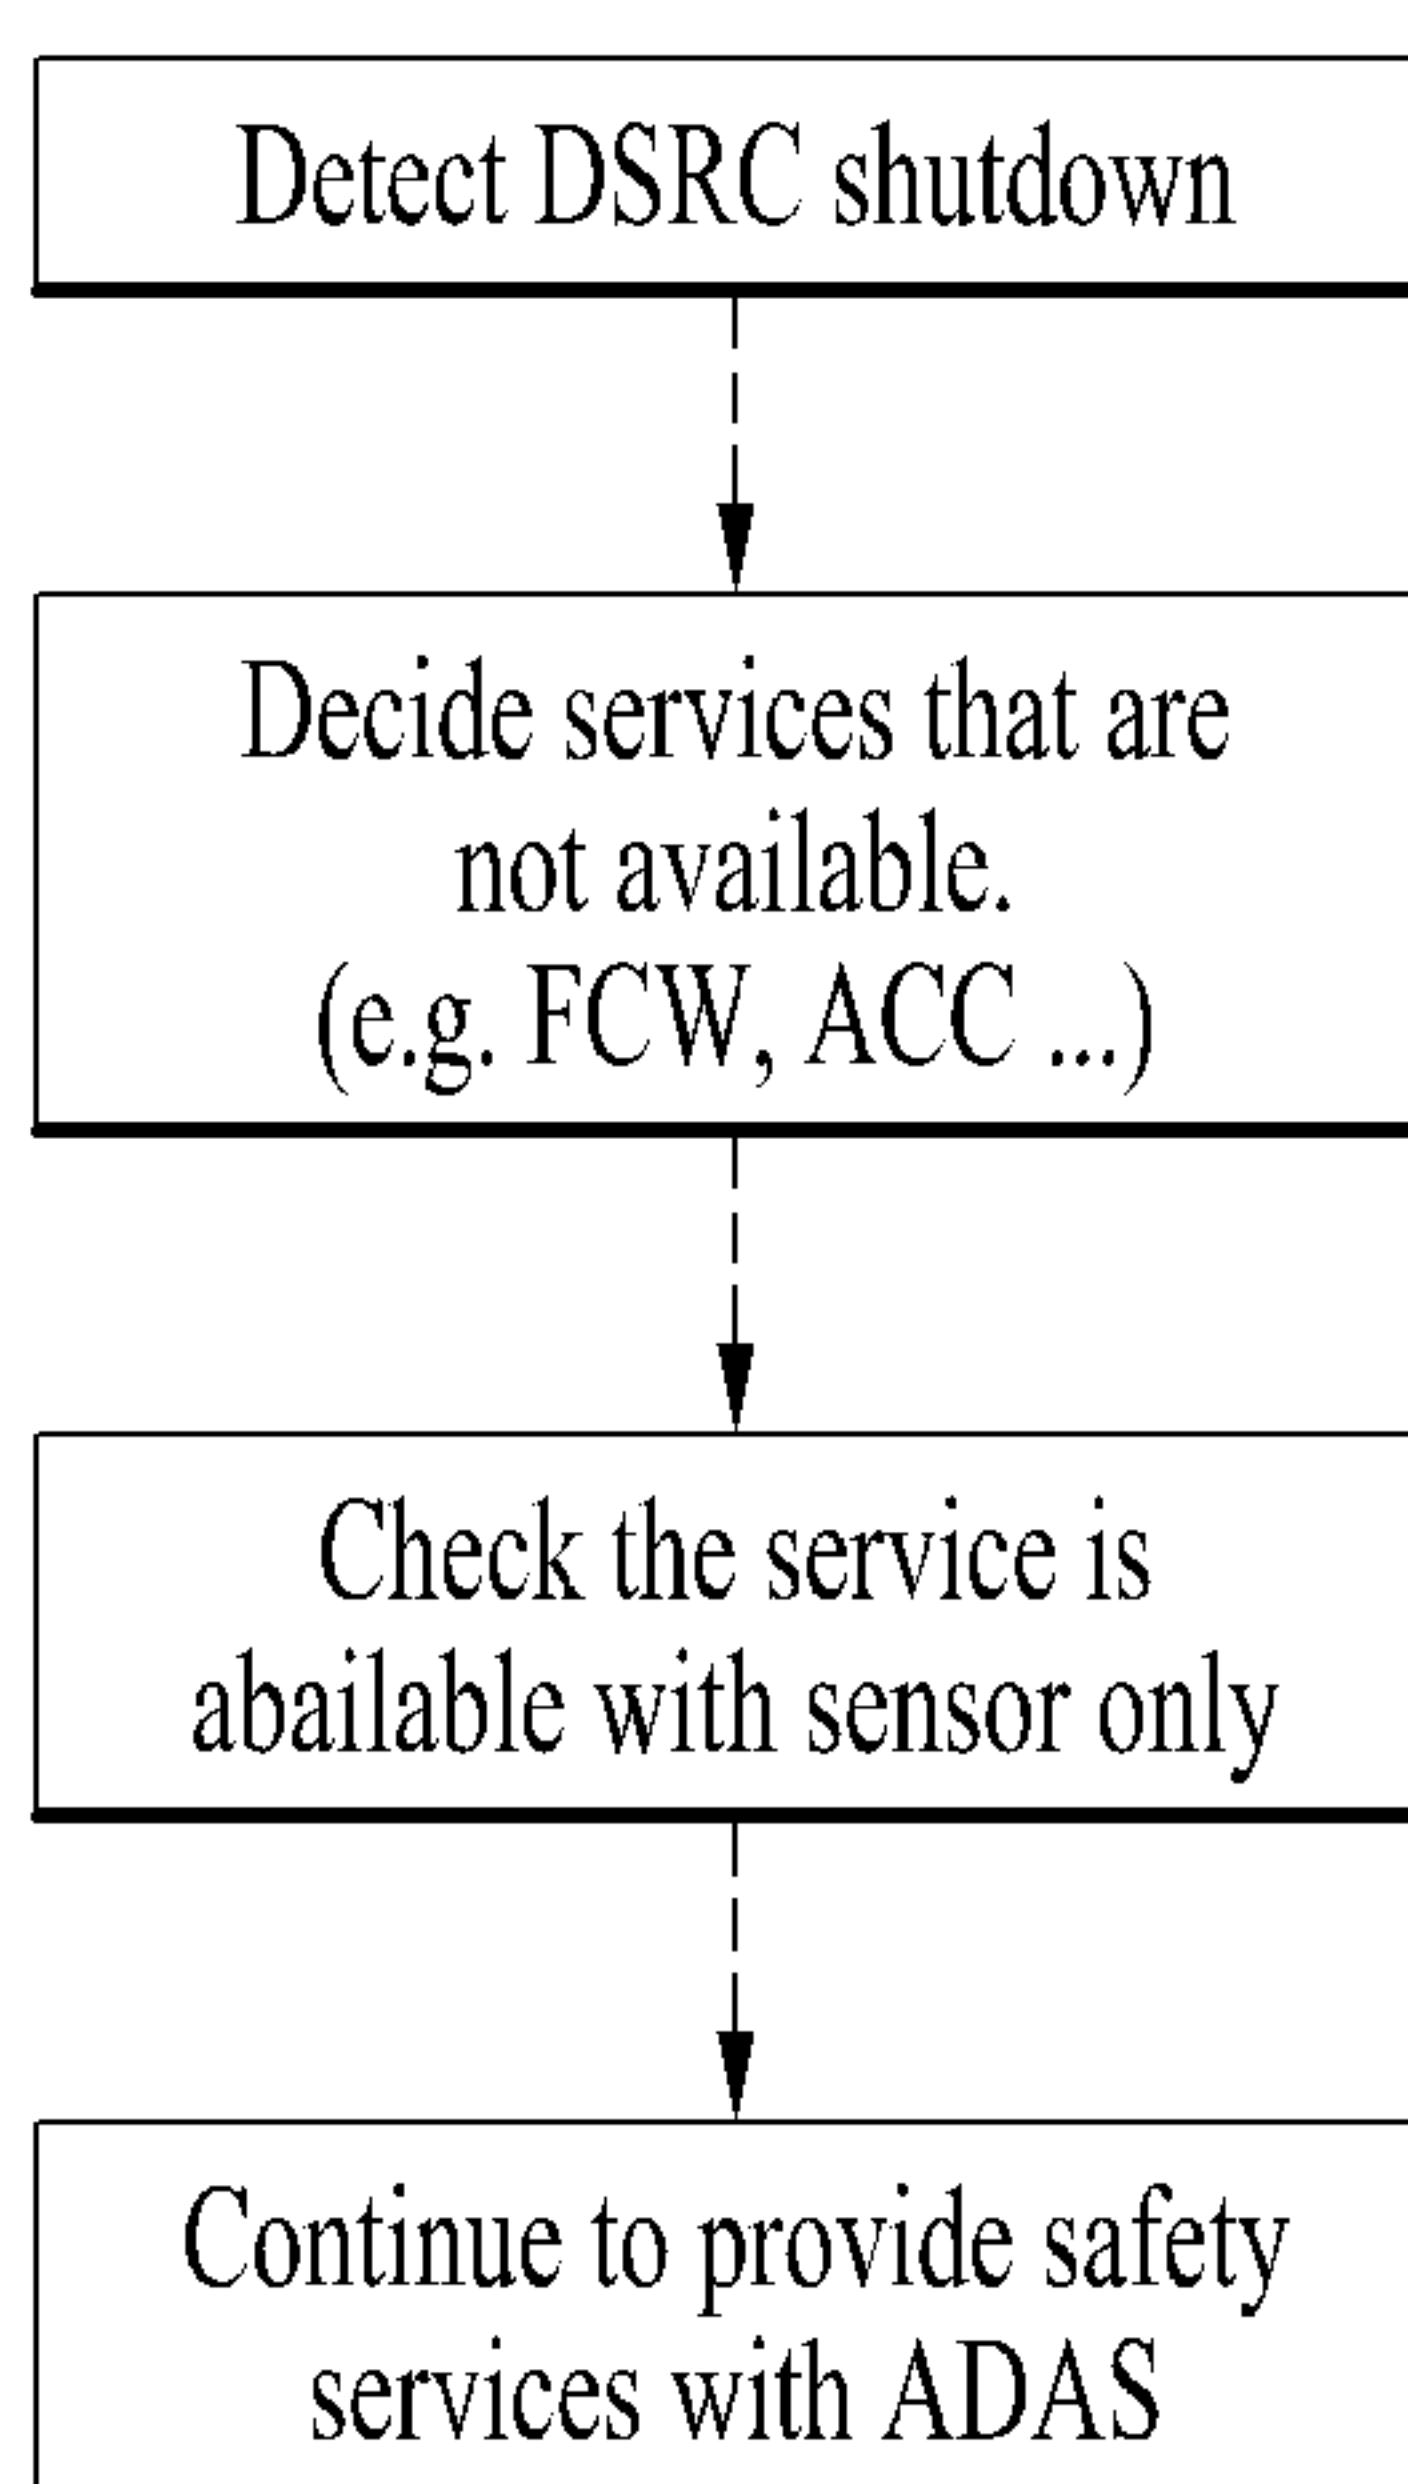 Detect DSRC shutdown
Decide services that are
not available.
(e.g. FCW, ACC ...)
Check the service is
abailable with sensor only
Continue to provide safety
services with ADAS